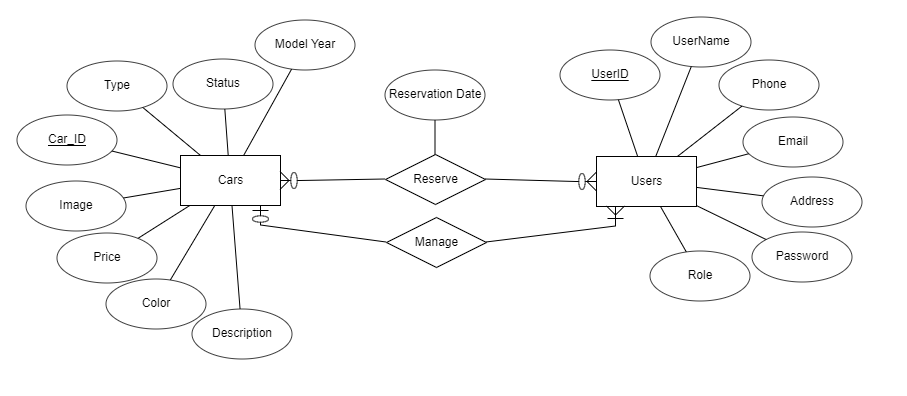 Model Year
UserName
Type
Status
UserID
Phone
Reservation Date
Car_ID
Email
Cars
Reserve
Users
Image
Address
Manage
Price
Password
Role
Color
Description